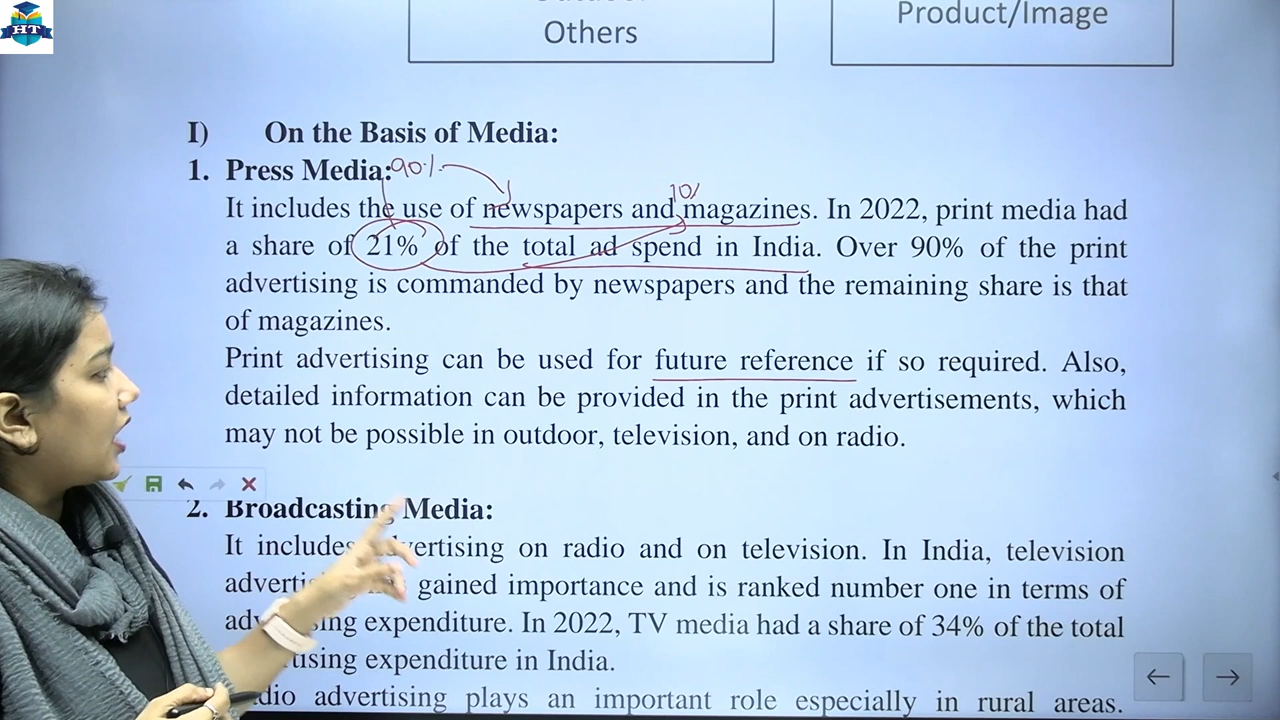 HT
Others
Product/Image
I) On the Basis of Media:
1. Press Media:
90%
10%
It includes the use of newspapers and magazines. In 2022, print media had
a share of 21% of the total ad spend in India. Over 90% of the print
advertising is commanded by newspapers and the remaining share is that
of magazines.
Print advertising can be used for future reference if so required. Also,
detailed information can be provided in the print advertisements, which
may not be possible in outdoor, television, and on radio.
2. Broadcasting Media:
It includes advertising on radio and on television. In India, television
gained importance and is ranked number one in terms of
expenditure. In 2022, TV media had a share of 34% of the total
expenditure in India.
advertising plays an important role especially in rural areas.